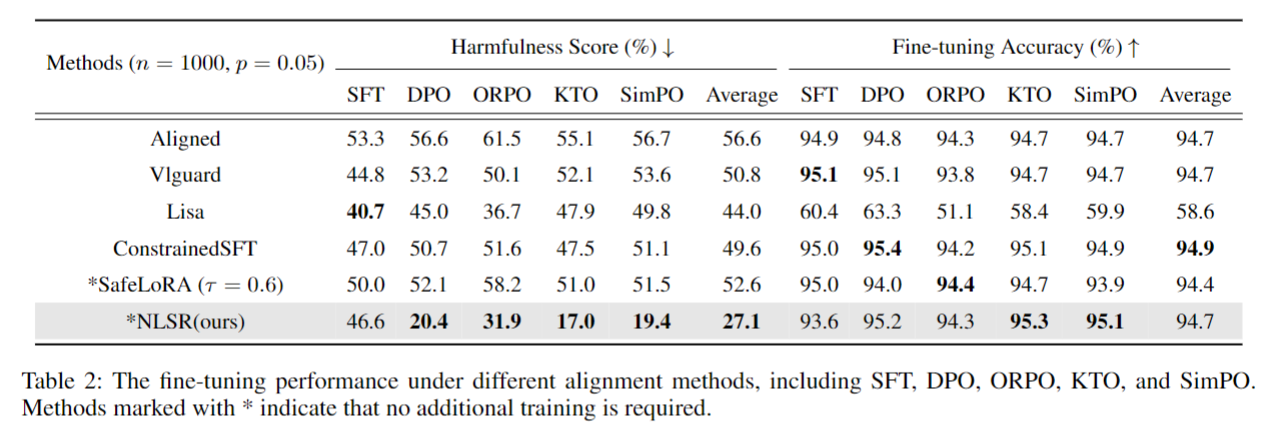 Methods (n = 1000, p = 0.05) Harmfulness Score (%) ↓ Fine-tuning Accuracy (%) ↑
SFT DPO ORPO KTO SimPO Average SFT DPO ORPO KTO SimPO Average
Aligned 53.3 56.6 61.5 55.1 56.7 56.6 94.9 94.8 94.3 94.7 94.7 94.7
Vlguard 44.8 53.2 50.1 52.1 53.6 50.8 95.1 95.1 93.8 94.7 94.7 94.7
Lisa 40.7 45.0 36.7 47.9 49.8 44.0 60.4 63.3 51.1 58.4 59.9 58.6
ConstrainedSFT 47.0 50.7 51.6 47.5 51.1 49.6 95.0 95.4 94.2 95.1 94.9 94.9
*SafeLoRA (τ = 0.6) 50.0 52.1 58.2 51.0 51.5 52.6 95.0 94.0 94.4 94.7 93.9 94.4
*NLSR(ours) 46.6 20.4 31.9 17.0 19.4 27.1 93.6 95.2 94.3 95.3 95.1 94.7
Table 2: The fine-tuning performance under different alignment methods, including SFT, DPO, ORPO, KTO, and SimPO.
Methods marked with * indicate that no additional training is required.